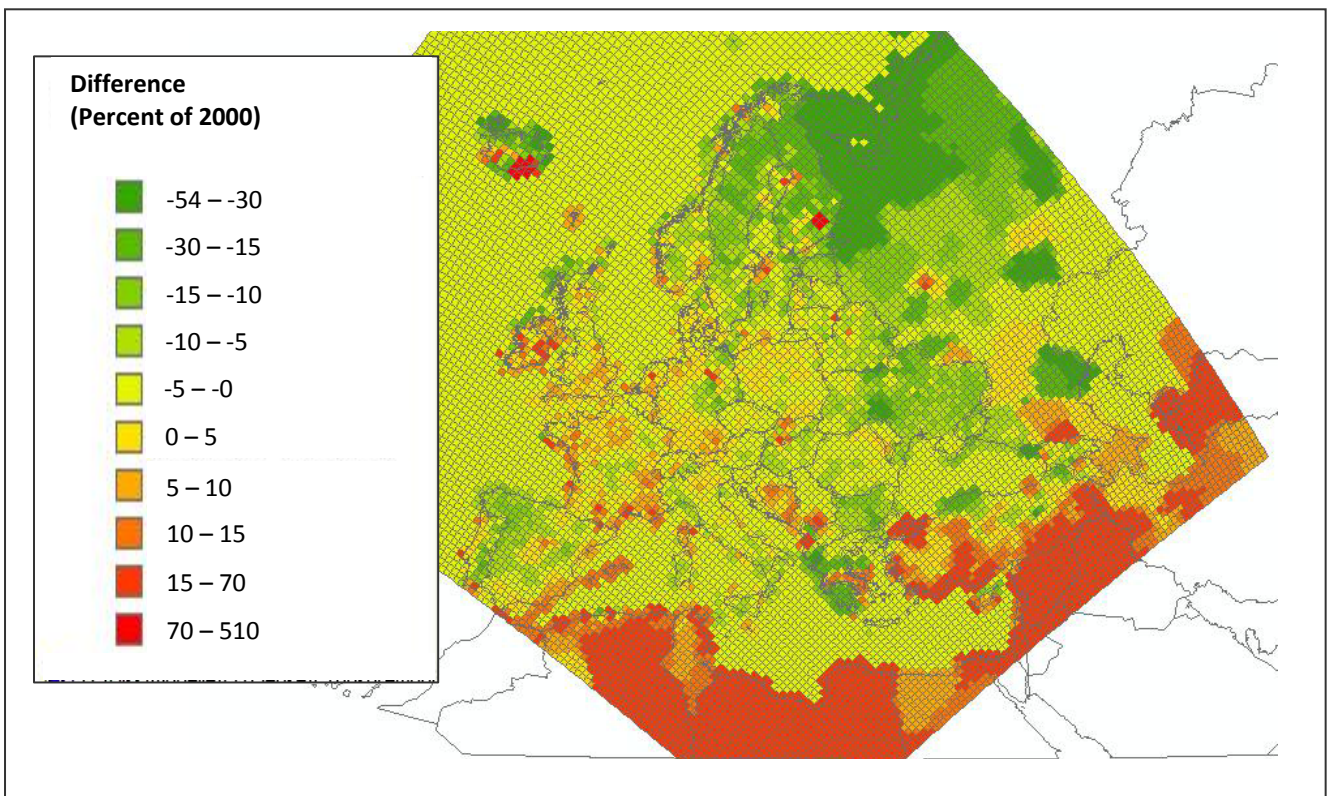 Difference
(Percent of 2000)
-54 – -30
-30 – -15
-15 – -10
-10 – -5
-5 – -0
0 – 5
5 – 10
10 – 15
15 – 70
70 – 510